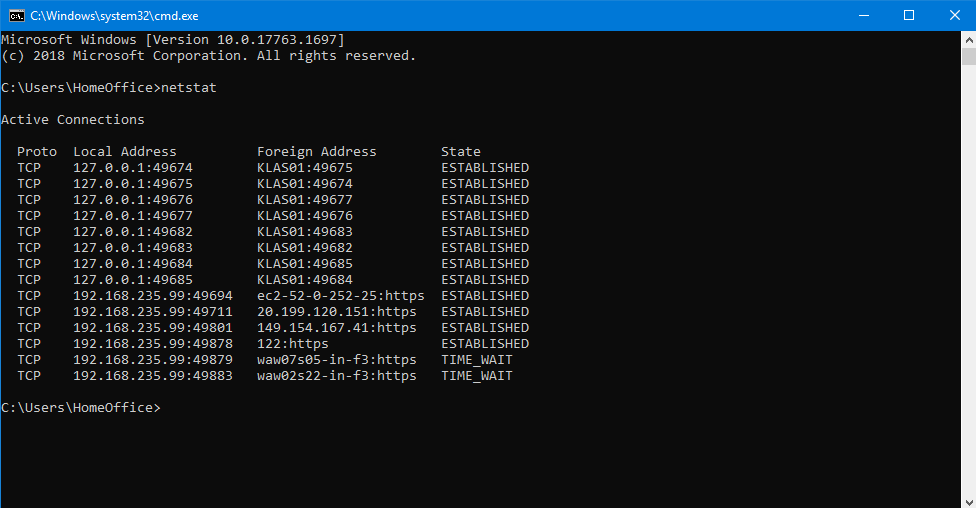 C:\Windows\system32\cmd.exe
Microsoft Windows [Version 10.0.17763.1697]
(c) 2018 Microsoft Corporation. All rights reserved.
C:\Users\HomeOffice>netstat
Active Connections
Proto  Local Address          Foreign Address        State
TCP    127.0.0.1:49674        KLAS01:49675           ESTABLISHED
TCP    127.0.0.1:49675        KLAS01:49674           ESTABLISHED
TCP    127.0.0.1:49676        KLAS01:49677           ESTABLISHED
TCP    127.0.0.1:49677        KLAS01:49676           ESTABLISHED
TCP    127.0.0.1:49682        KLAS01:49683           ESTABLISHED
TCP    127.0.0.1:49683        KLAS01:49682           ESTABLISHED
TCP    127.0.0.1:49684        KLAS01:49685           ESTABLISHED
TCP    127.0.0.1:49685        KLAS01:49684           ESTABLISHED
TCP    192.168.235.99:49694   ec2-52-0-252-25:https  ESTABLISHED
TCP    192.168.235.99:49711   20.199.120.151:https   ESTABLISHED
TCP    192.168.235.99:49801   149.154.167.41:https   ESTABLISHED
TCP    192.168.235.99:49878   122:https              ESTABLISHED
TCP    192.168.235.99:49879   waw07s05-in-f3:https   TIME_WAIT
TCP    192.168.235.99:49883   waw02s22-in-f3:https   TIME_WAIT
C:\Users\HomeOffice>